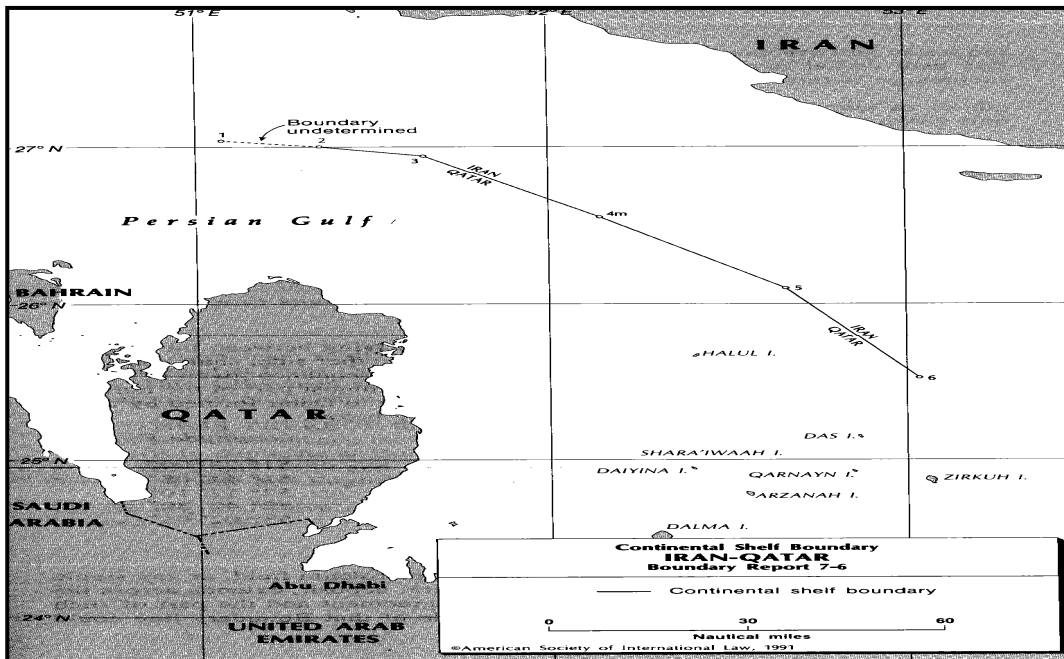 51° E
52° E
53° E
IRAN
Boundary
undetermined
1
2
27° N
3
IRAN
QATAR
4m
Persian Gulf
5
BAHRAIN
26° N
IRAN
QATAR
HALUL I.
6
QATAR
DAS I.
SHARA'IWAAH I.
25° N
DAIYINA I.
QARNAYN I.
ZIRKUH I.
ARZANAH I.
SAUDI
ARABIA
DALMA I.
Continental Shelf Boundary
IRAN-QATAR
Boundary Report 7-6
Abu Dhabi
Continental shelf boundary
24° N
UNITED ARAB
EMIRATES
0 30 60
Nautical miles
©American Society of International Law, 1991